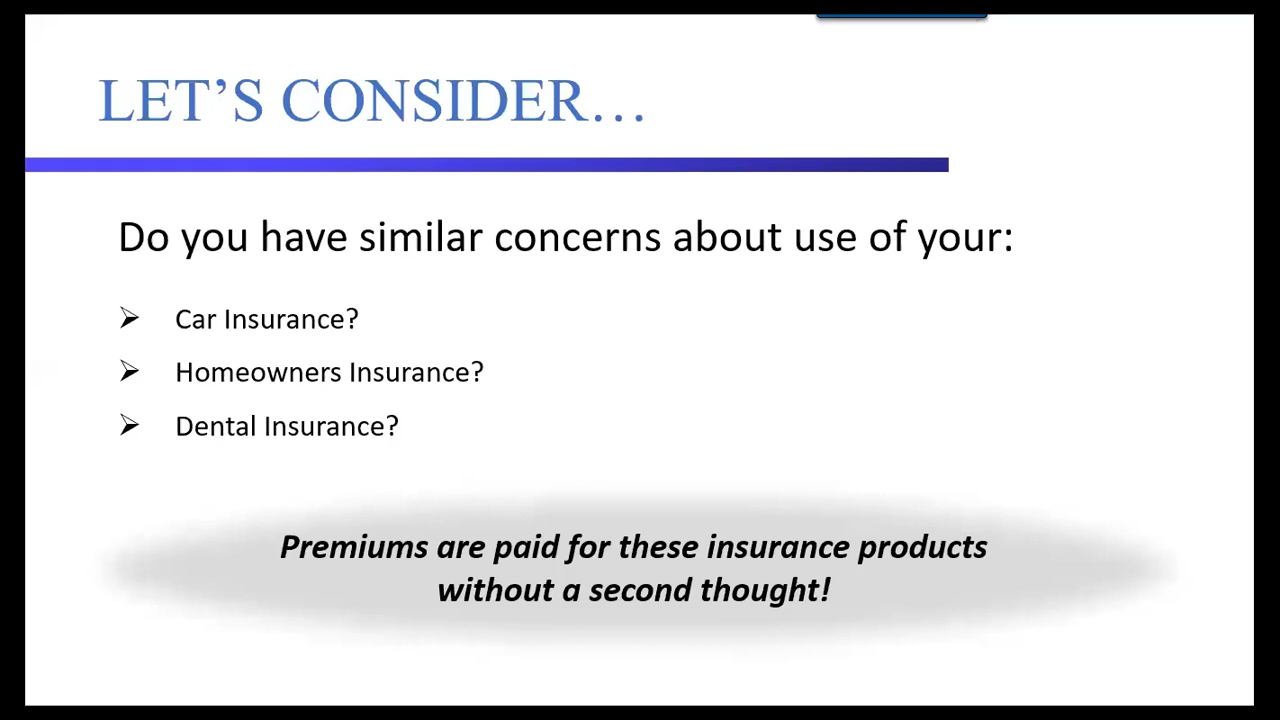 LET’S CONSIDER…
Do you have similar concerns about use of your:
Car Insurance?
Homeowners Insurance?
Dental Insurance?
Premiums are paid for these insurance products
without a second thought!